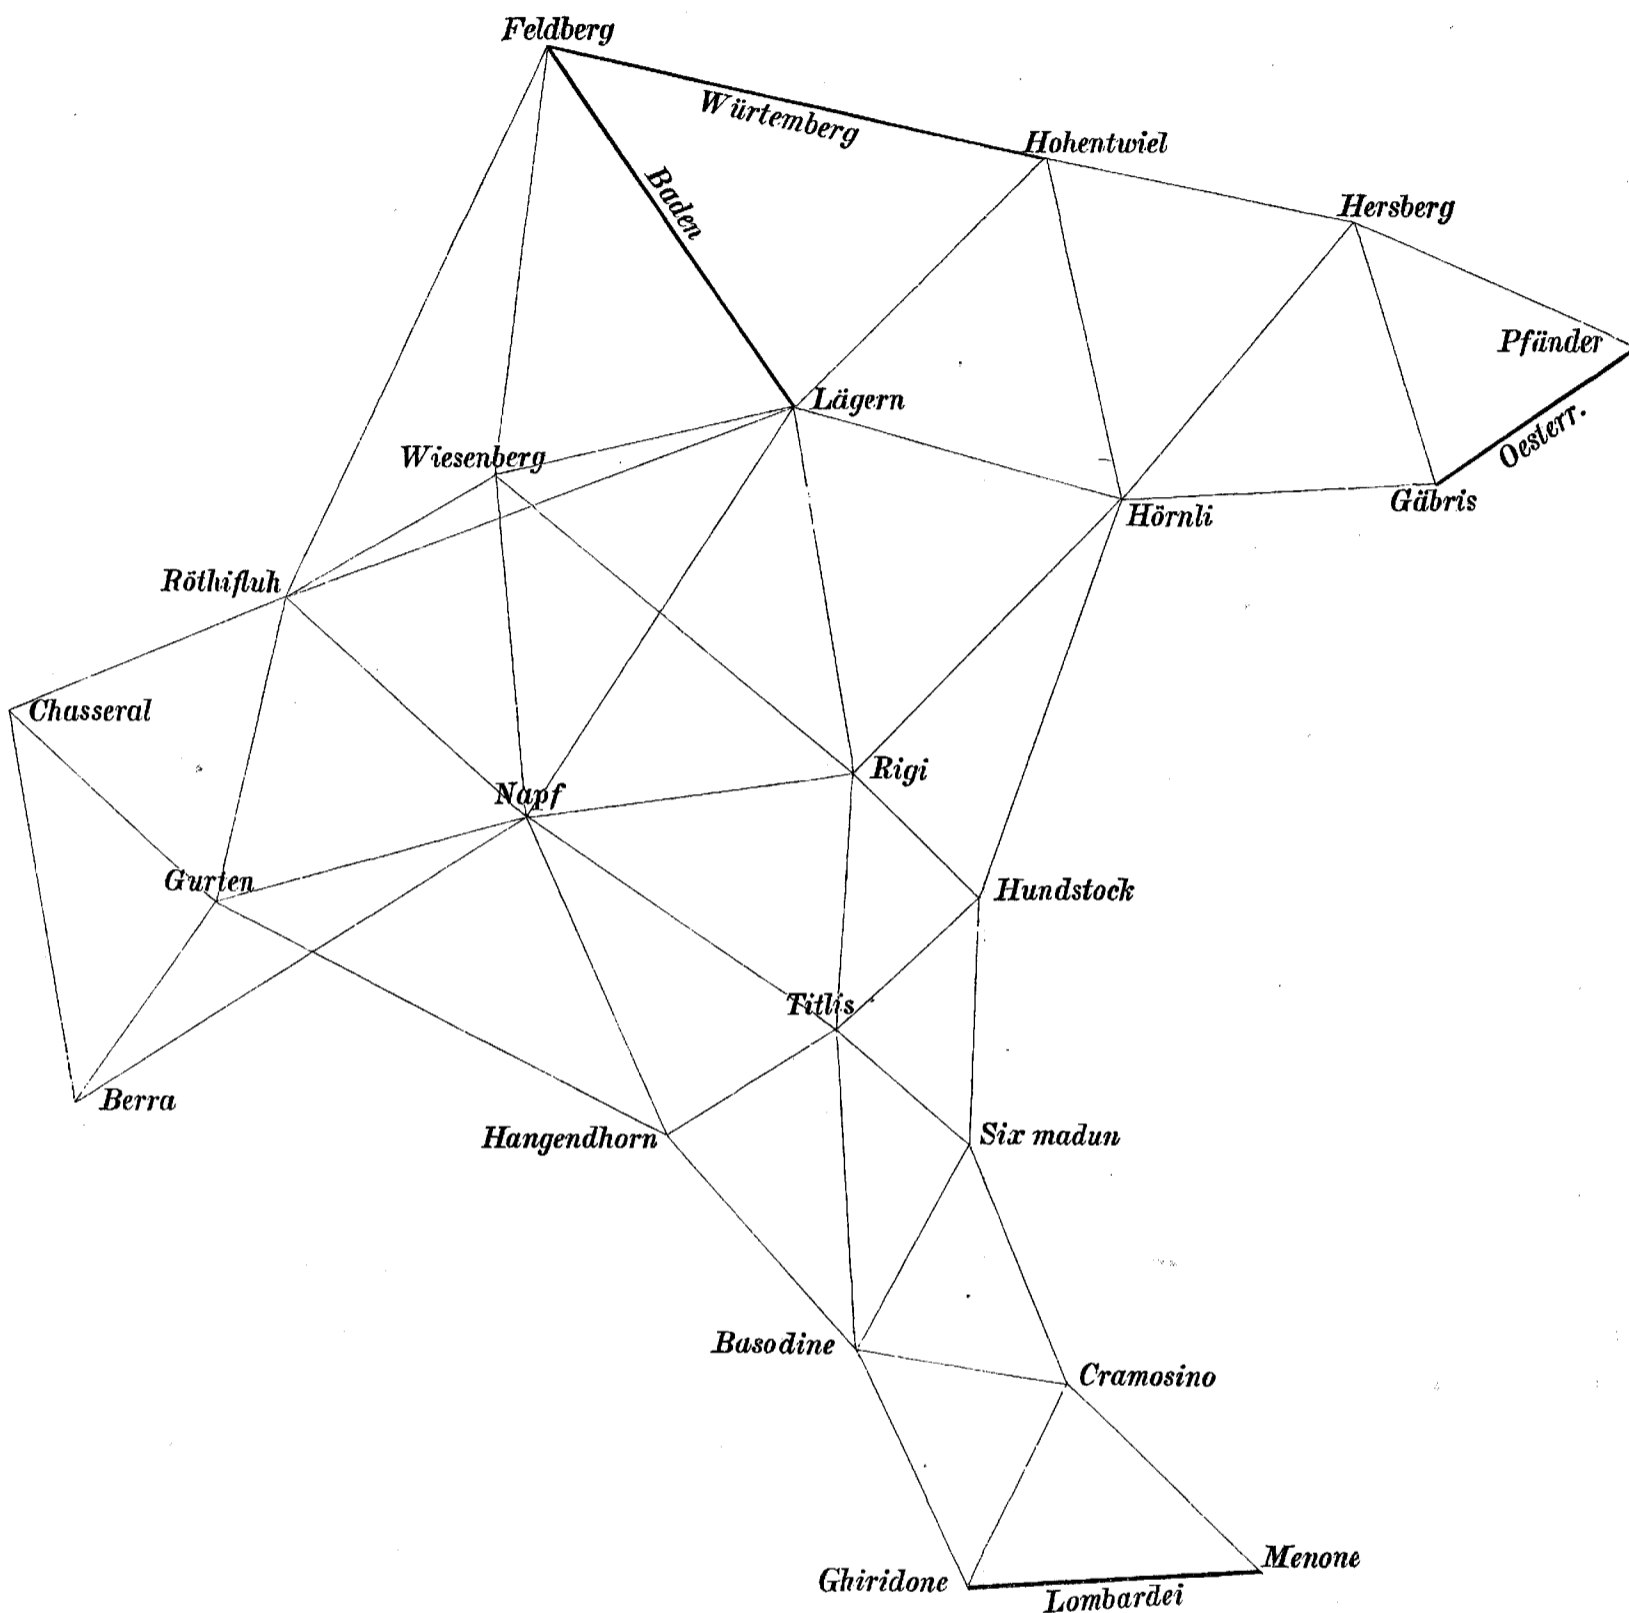 Feldberg
Würtemberg
Hohentwiel
Baden
Hersberg
Pfänder
Lägern
Oesterr.
Wiesenberg
Gäbris
Hörnli
Röthifluh
Chasseral
Rigi
Napf
Gurten
Hundstock
Titlis
Berra
Hangendhorn
Six madun
Basodine
Cramosino
Menone
Ghiridone
Lombardei